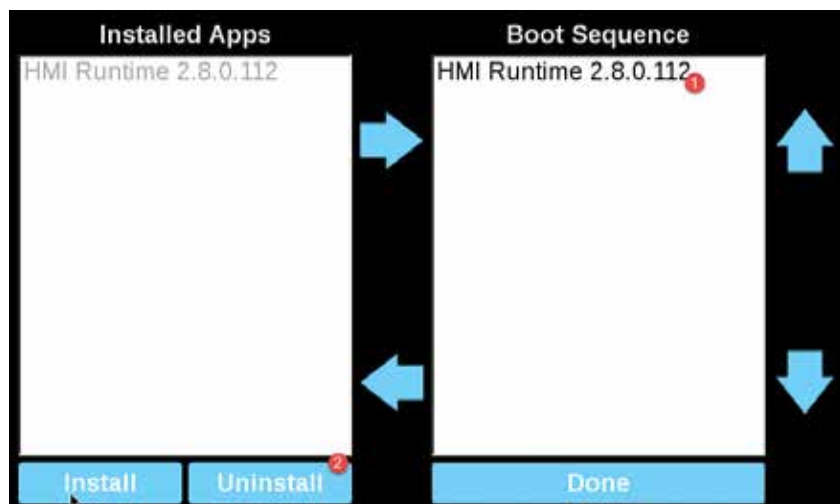 Installed Apps
HMI Runtime 2.8.0.112
Boot Sequence
HMI Runtime 2.8.0.112
1
2
Install
Uninstall
Done